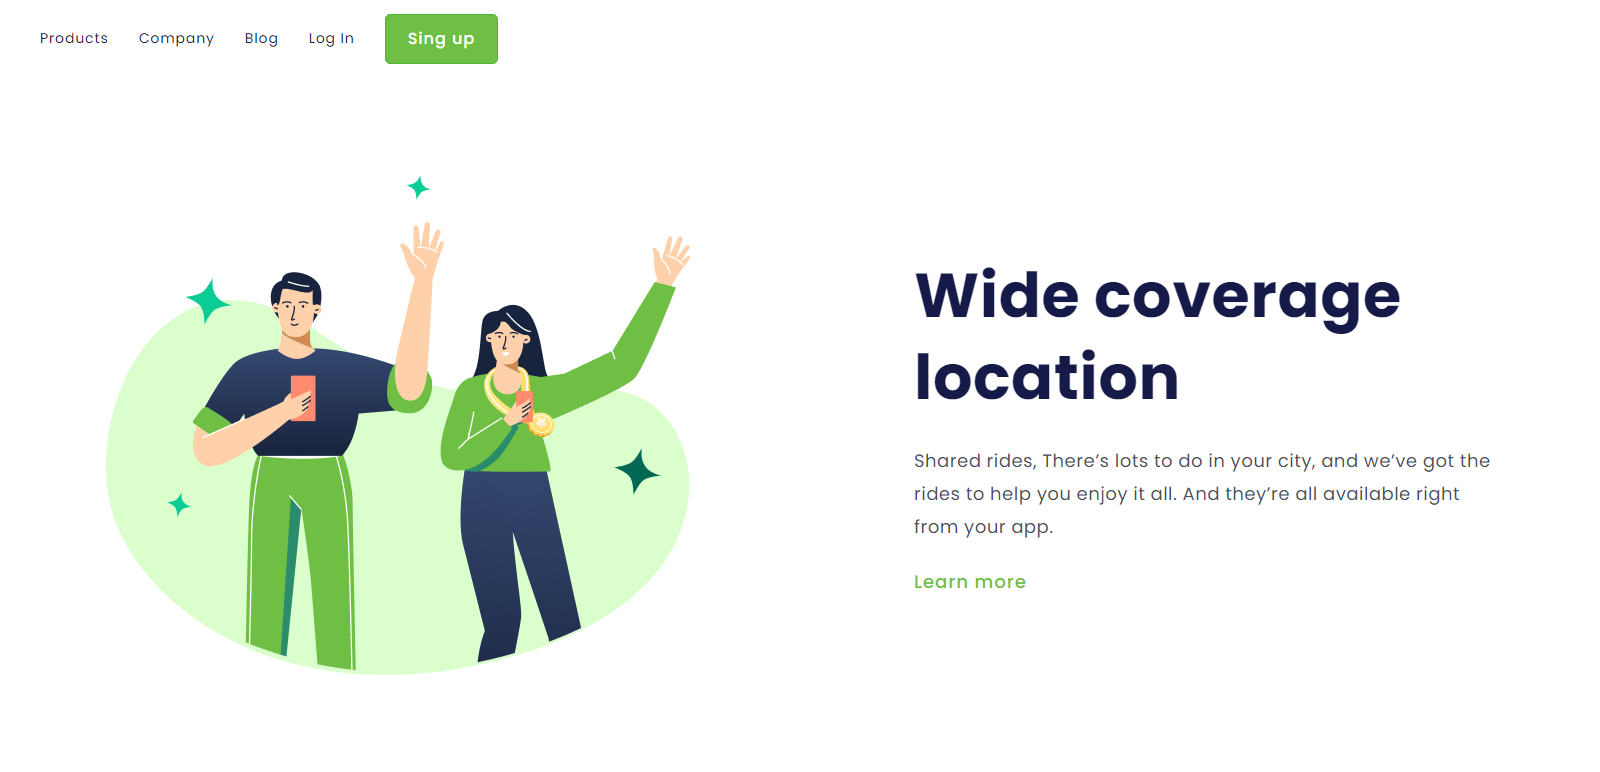 Products Company Blog Log In Sing up
Wide coverage
location
Shared rides, There’s lots to do in your city, and we’ve got the
rides to help you enjoy it all. And they’re all available right
from your app.
Learn more